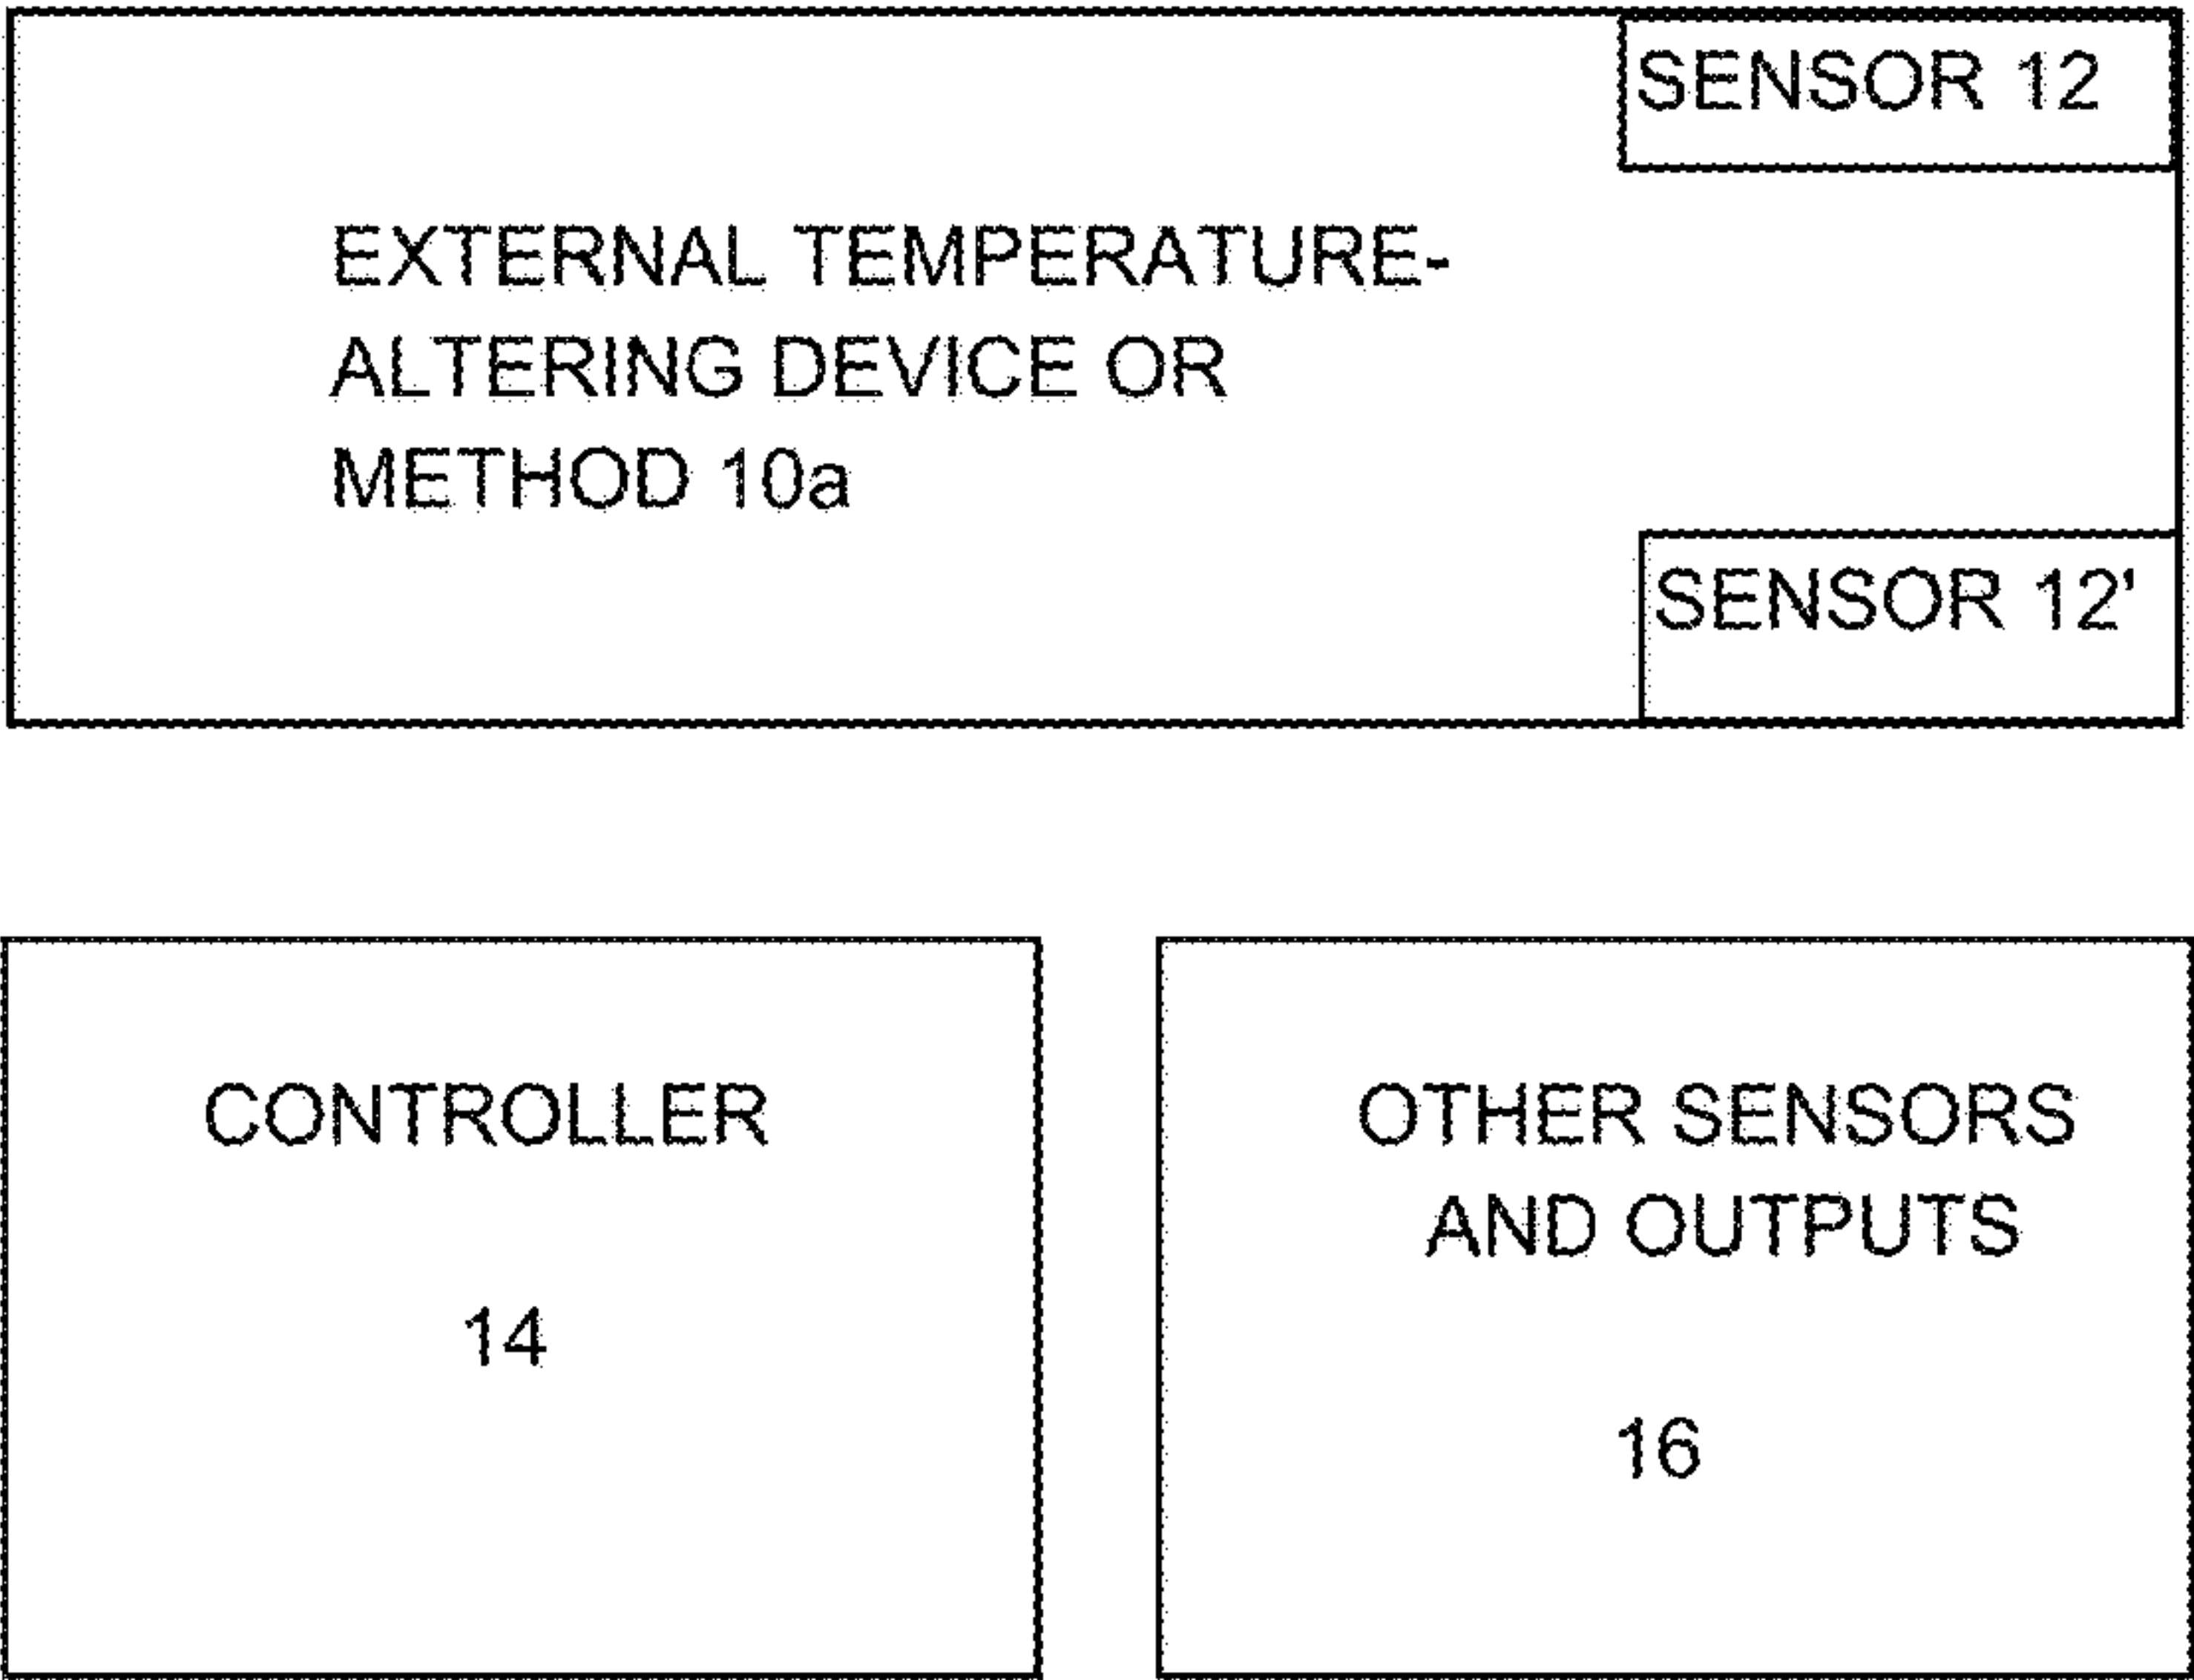 SENSOR 12
EXTERNAL TEMPERATURE-
ALTERING DEVICE OR
METHOD 10a
SENSOR 12'
CONTROLLER
14
OTHER SENSORS
AND OUTPUTS
16